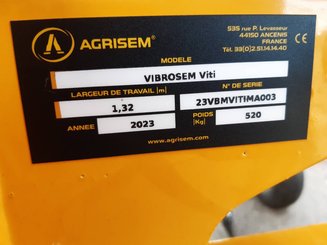 AGRISEM®
535 rue P. Levasseur
44150 ANCENIS
FRANCE
Tél. 33(0)2.51.14.14.40
MODELE
VIBROSEM Viti
LARGEUR DE TRAVAIL [m]
N° DE SERIE
1,32
23VBMVITIMA003
ANNEE
2023
POIDS [Kg]
520
www.agrisem.com